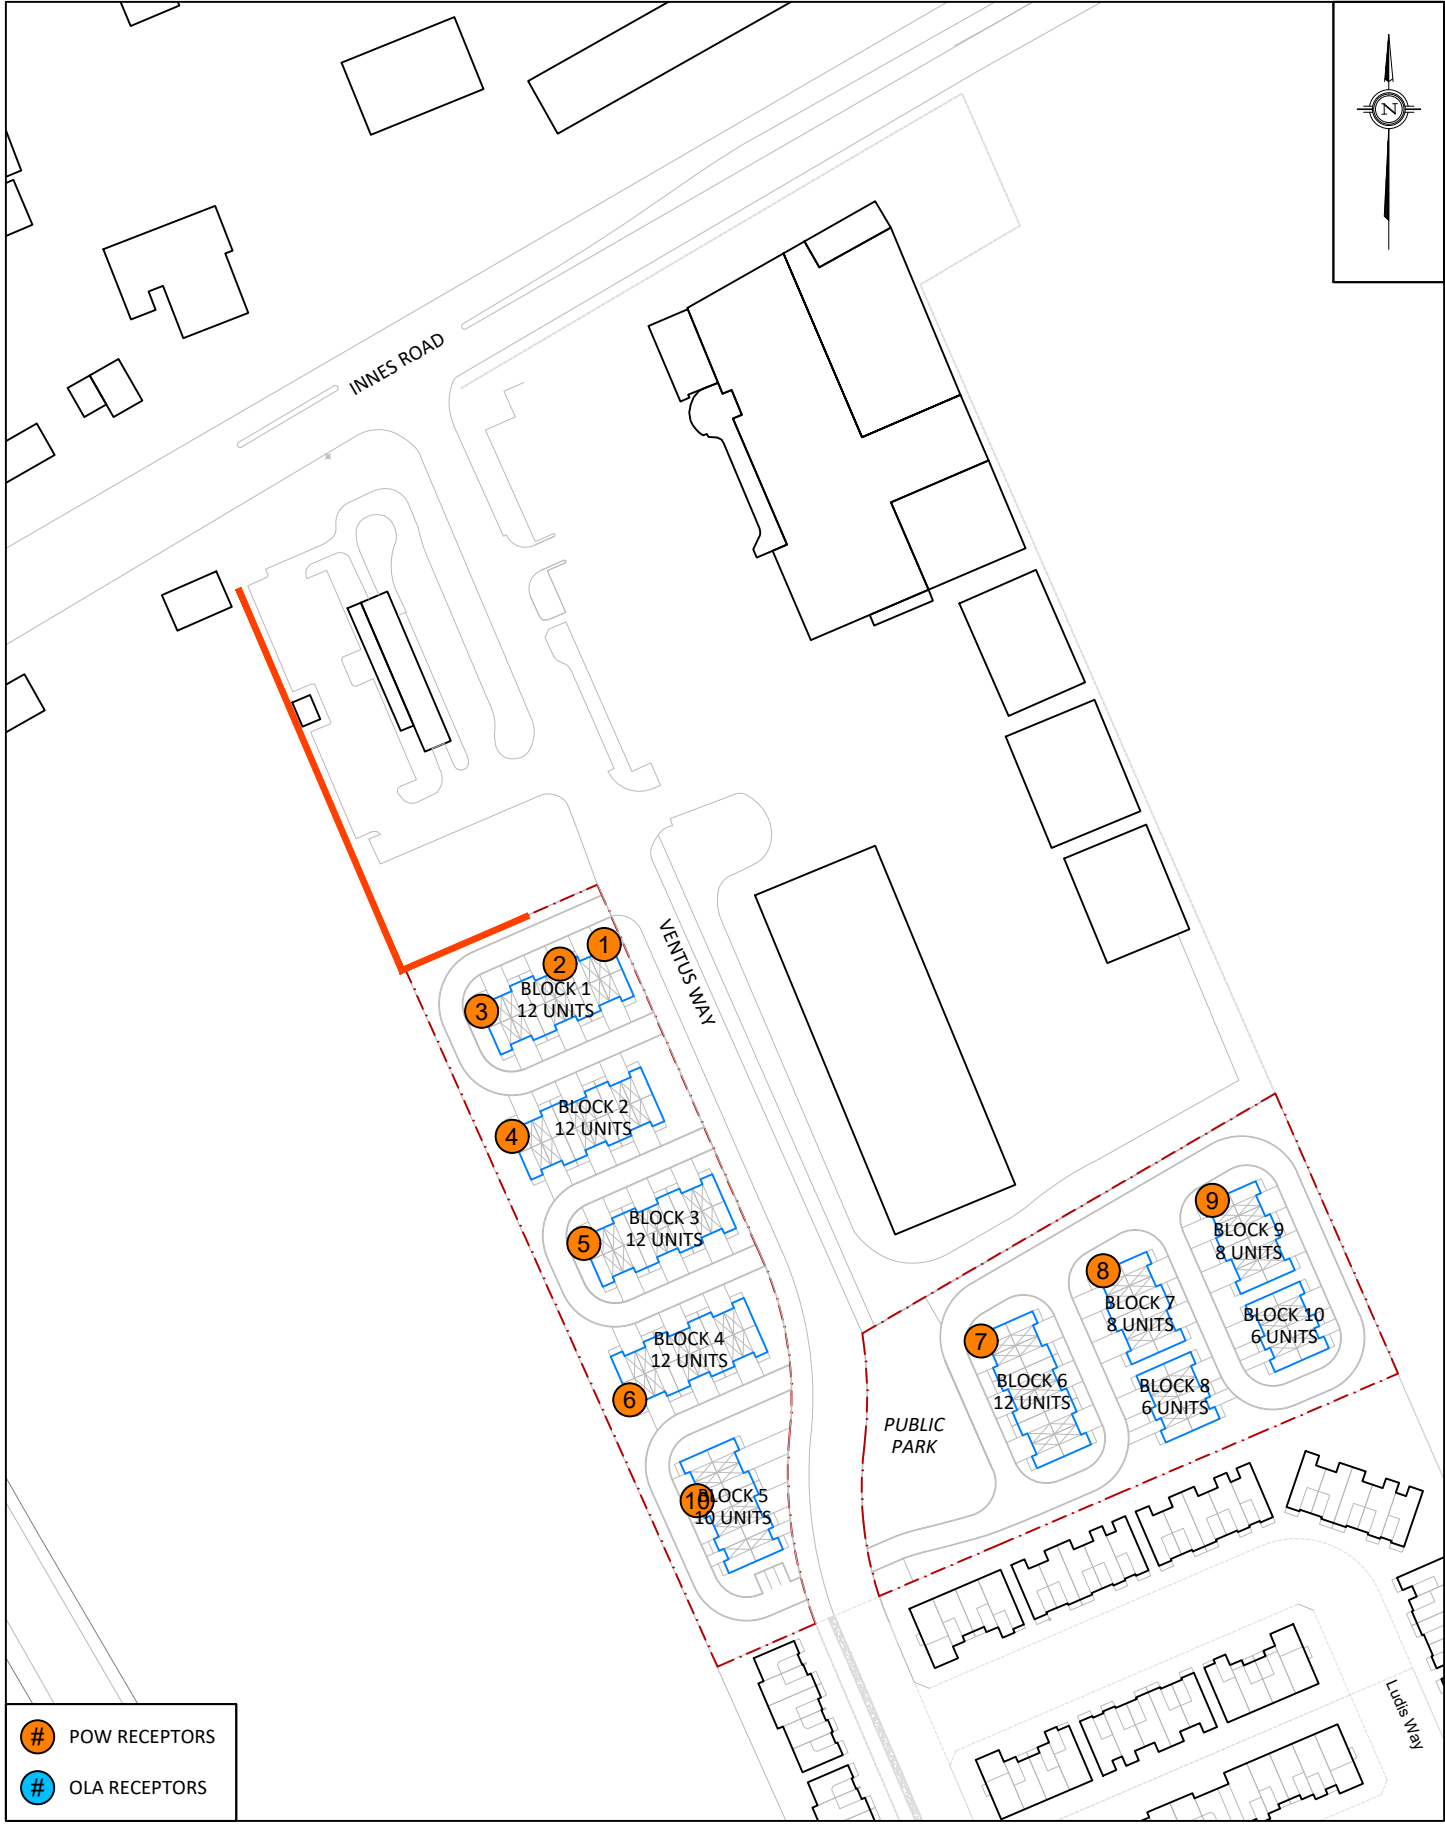 N
INNES ROAD
VENTUS WAY
1
2
3
BLOCK 1
12 UNITS
4
BLOCK 2
12 UNITS
5
BLOCK 3
12 UNITS
6
BLOCK 4
12 UNITS
10
BLOCK 5
10 UNITS
PUBLIC
PARK
7
BLOCK 6
12 UNITS
8
BLOCK 7
8 UNITS
BLOCK 8
6 UNITS
9
BLOCK 9
8 UNITS
BLOCK 10
6 UNITS
Ludis Way
# POW RECEPTORS
# OLA RECEPTORS